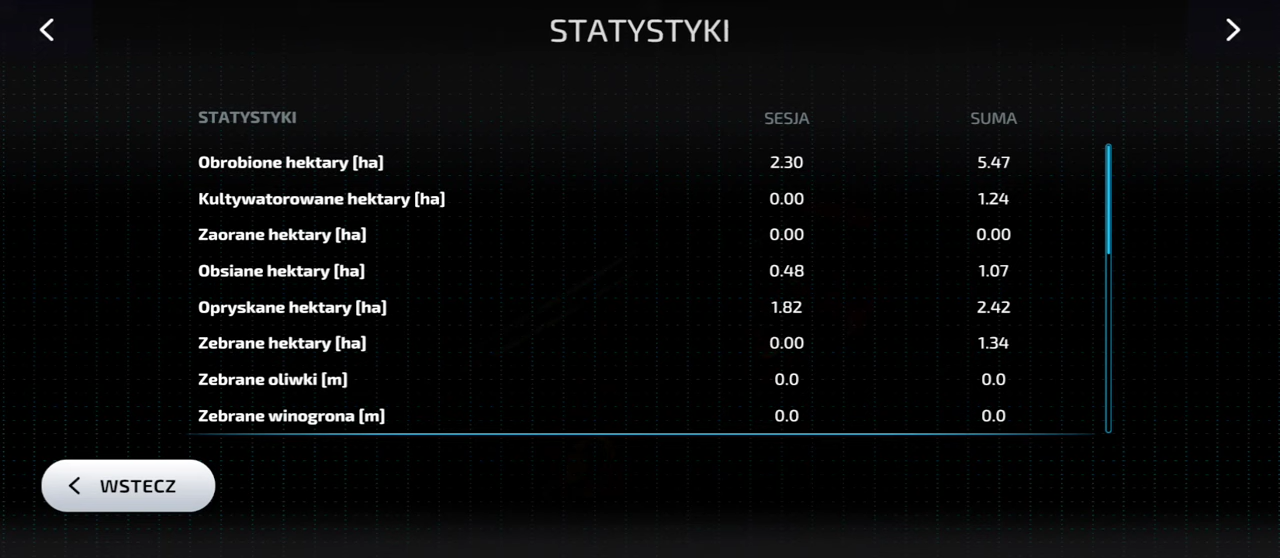 STATYSTYKI
STATYSTYKI SESJA SUMA
Obrobione hektary [ha] 2.30 5.47
Kultywatorowane hektary [ha] 0.00 1.24
Zaorane hektary [ha] 0.00 0.00
Obsiane hektary [ha] 0.48 1.07
Opryskane hektary [ha] 1.82 2.42
Zebrane hektary [ha] 0.00 1.34
Zebrane oliwki [m] 0.0 0.0
Zebrane winogrona [m] 0.0 0.0
WSTECZ